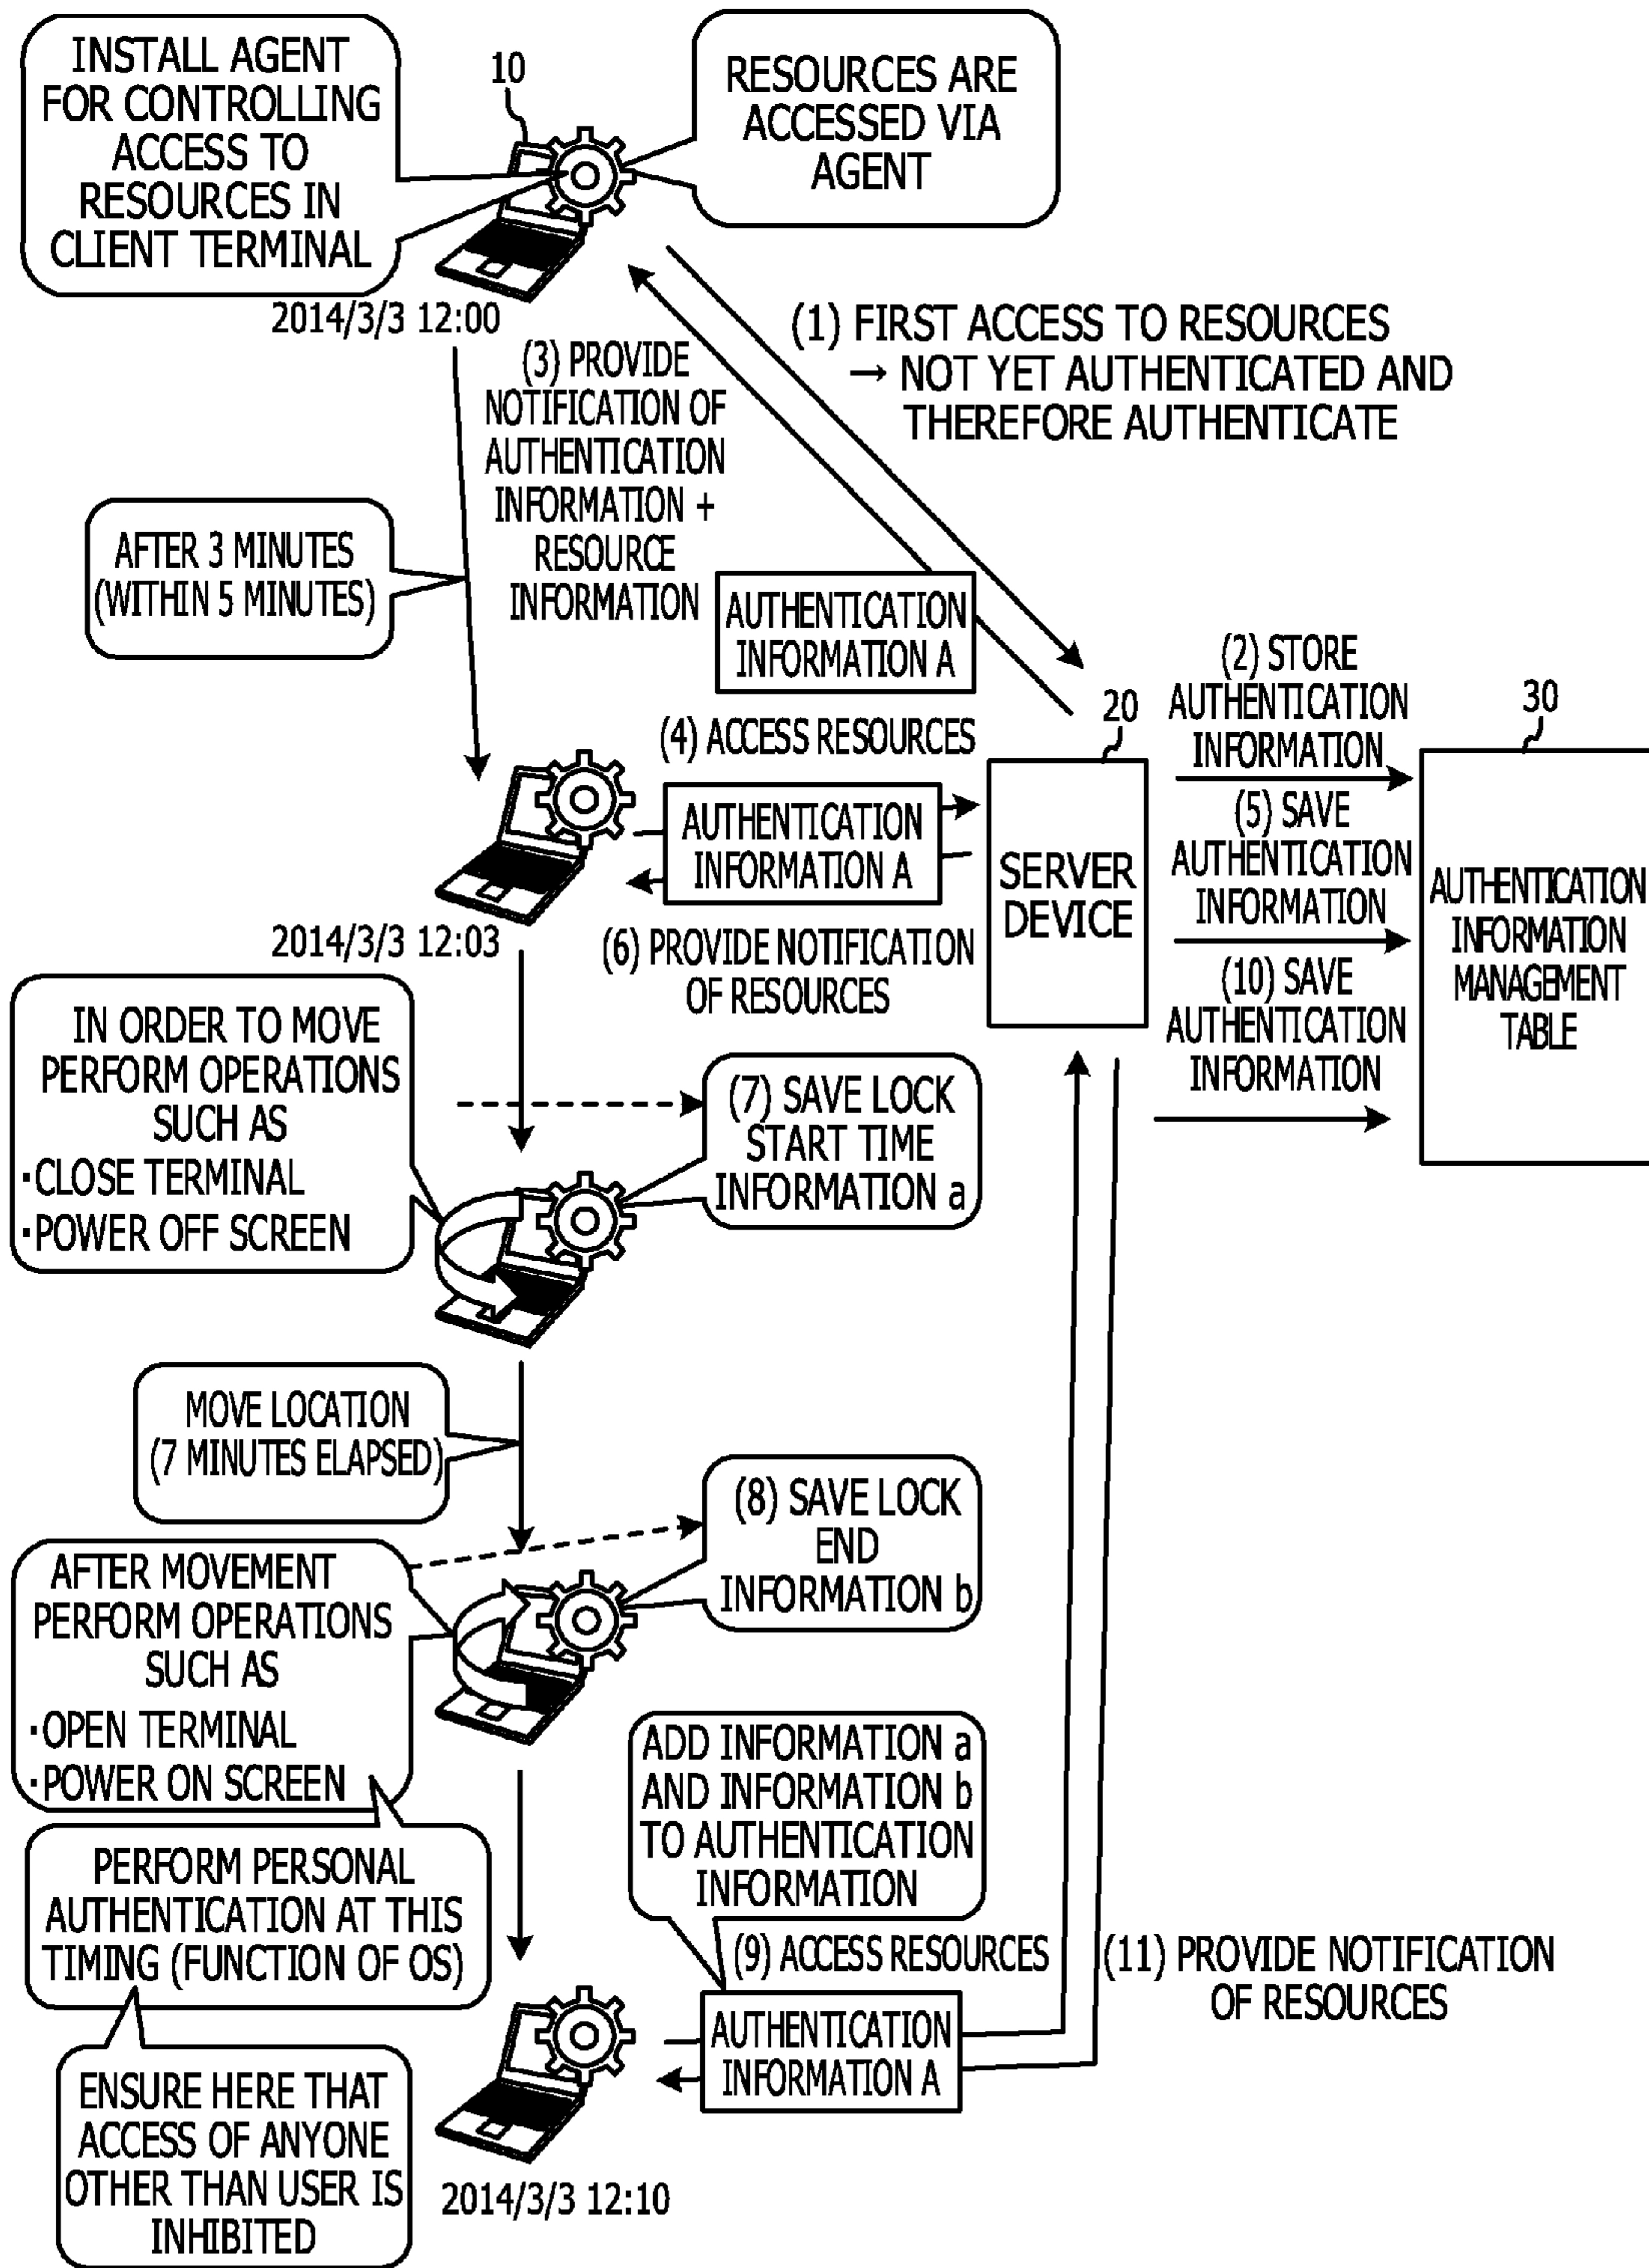 INSTALL AGENT
FOR CONTROLLING
ACCESS TO
RESOURCES IN
CLIENT TERMINAL
10
RESOURCES ARE
ACCESSED VIA
AGENT
2014/3/3 12:00
(1) FIRST ACCESS TO RESOURCES
→ NOT YET AUTHENTICATED AND
THEREFORE AUTHENTICATE
(3) PROVIDE
NOTIFICATION OF
AUTHENTICATION
INFORMATION +
RESOURCE
INFORMATION
AFTER 3 MINUTES
(WITHIN 5 MINUTES)
AUTHENTICATION
INFORMATION A
(2) STORE
AUTHENTICATION
INFORMATION
20
30
(4) ACCESS RESOURCES
AUTHENTICATION
INFORMATION A
SERVER
DEVICE
(5) SAVE
AUTHENTICATION
INFORMATION
AUTHENTICATION
INFORMATION
MANAGEMENT
TABLE
2014/3/3 12:03
(6) PROVIDE NOTIFICATION
OF RESOURCES
(10) SAVE
AUTHENTICATION
INFORMATION
IN ORDER TO MOVE
PERFORM OPERATIONS
SUCH AS
·CLOSE TERMINAL
·POWER OFF SCREEN
(7) SAVE LOCK
START TIME
INFORMATION a
MOVE LOCATION
(7 MINUTES ELAPSED)
(8) SAVE LOCK
END
INFORMATION b
AFTER MOVEMENT
PERFORM OPERATIONS
SUCH AS
·OPEN TERMINAL
·POWER ON SCREEN
ADD INFORMATION a
AND INFORMATION b
TO AUTHENTICATION
INFORMATION
PERFORM PERSONAL
AUTHENTICATION AT THIS
TIMING (FUNCTION OF OS)
(9) ACCESS RESOURCES
(11) PROVIDE NOTIFICATION
OF RESOURCES
AUTHENTICATION
INFORMATION A
ENSURE HERE THAT
ACCESS OF ANYONE
OTHER THAN USER IS
INHIBITED
2014/3/3 12:10